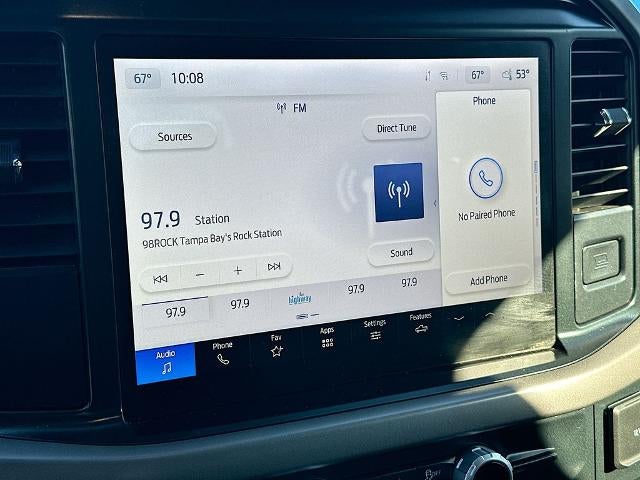 67° 10:08 67° 53°
FM
Phone
Sources
Direct Tune
97.9 Station
98ROCK Tampa Bay's Rock Station
No Paired Phone
Sound
Add Phone
97.9 97.9 highway 97.9 97.9
Audio Phone Fav Apps Settings Features
OFF